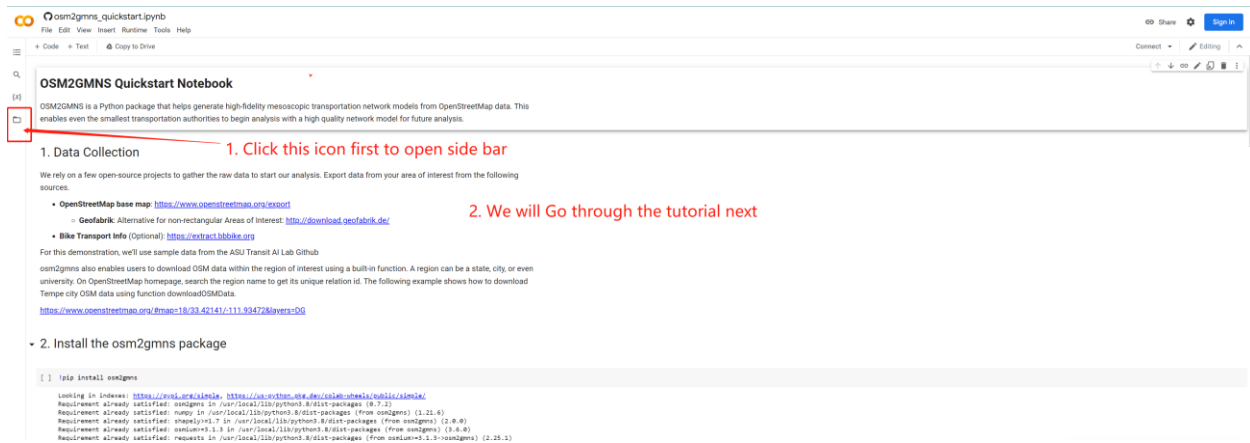 osm2gmns_quickstart.ipynb
File Edit View Insert Runtime Tools Help
Share
Sign in
+ Code + Text Copy to Drive
Connect
Editing
OSM2GMNS Quickstart Notebook
OSM2GMNS is a Python package that helps generate high-fidelity mesoscopic transportation network models from OpenStreetMap data. This
enables even the smallest transportation authorities to begin analysis with a high quality network model for future analysis.
{x}
1. Click this icon first to open side bar
1. Data Collection
We rely on a few open-source projects to gather the raw data to start our analysis. Export data from your area of interest from the following
sources.
• OpenStreetMap base map: https://www.openstreetmap.org/export
2. We will Go through the tutorial next
○ Geofabrik: Alternative for non-rectangular Areas of Interest: http://download.geofabrik.de/
• Bike Transport Info (Optional): https://extract.bbbike.org
For this demonstration, we'll use sample data from the ASU Transit AI Lab Github
osm2gmns also enables users to download OSM data within the region of interest using a built-in function. A region can be a state, city, or even
university. On OpenStreetMap homepage, search the region name to get its unique relation id. The following example shows how to download
Tempe city OSM data using function downloadOSMData.
https://www.openstreetmap.org/#map=18/33.42141/-111.93472&layers=DG
2. Install the osm2gmns package
[ ] !pip install osm2gmns
Looking in indexes: https://pypi.org/simple, https://us-python.pkg.dev/colab-wheels/public/simple/
Requirement already satisfied: osm2gmns in /usr/local/lib/python3.8/dist-packages (0.7.2)
Requirement already satisfied: numpy in /usr/local/lib/python3.8/dist-packages (from osm2gmns) (1.21.6)
Requirement already satisfied: shapely>=1.7 in /usr/local/lib/python3.8/dist-packages (from osm2gmns) (2.0.0)
Requirement already satisfied: osmium>=3.1.3 in /usr/local/lib/python3.8/dist-packages (from osm2gmns) (3.6.0)
Requirement already satisfied: requests in /usr/local/lib/python3.8/dist-packages (from osmium>=3.1.3->osm2gmns) (2.25.1)